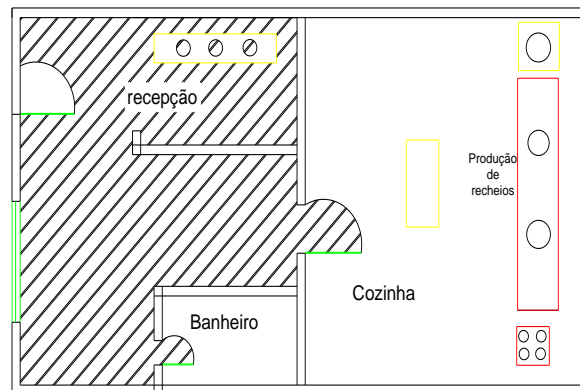 recepção
Produção
de
recheios
Cozinha
Banheiro